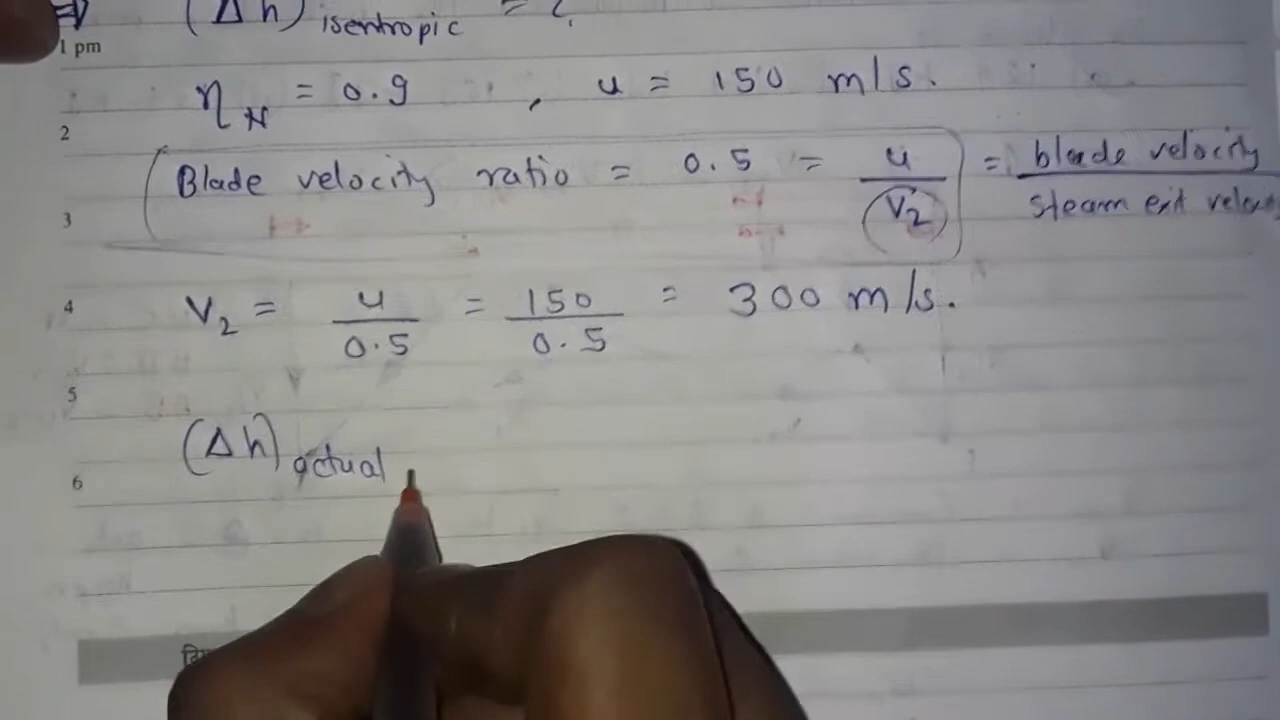 (Δh) isentropic = ?
1 pm
η_N = 0.9 , u = 150 m/s.
2
Blade velocity ratio = 0.5 = u / V2 = blade velocity / steam exit
3
4
V2 = u / 0.5 = 150 / 0.5 = 300 m/s.
5
(Δh) actual
6